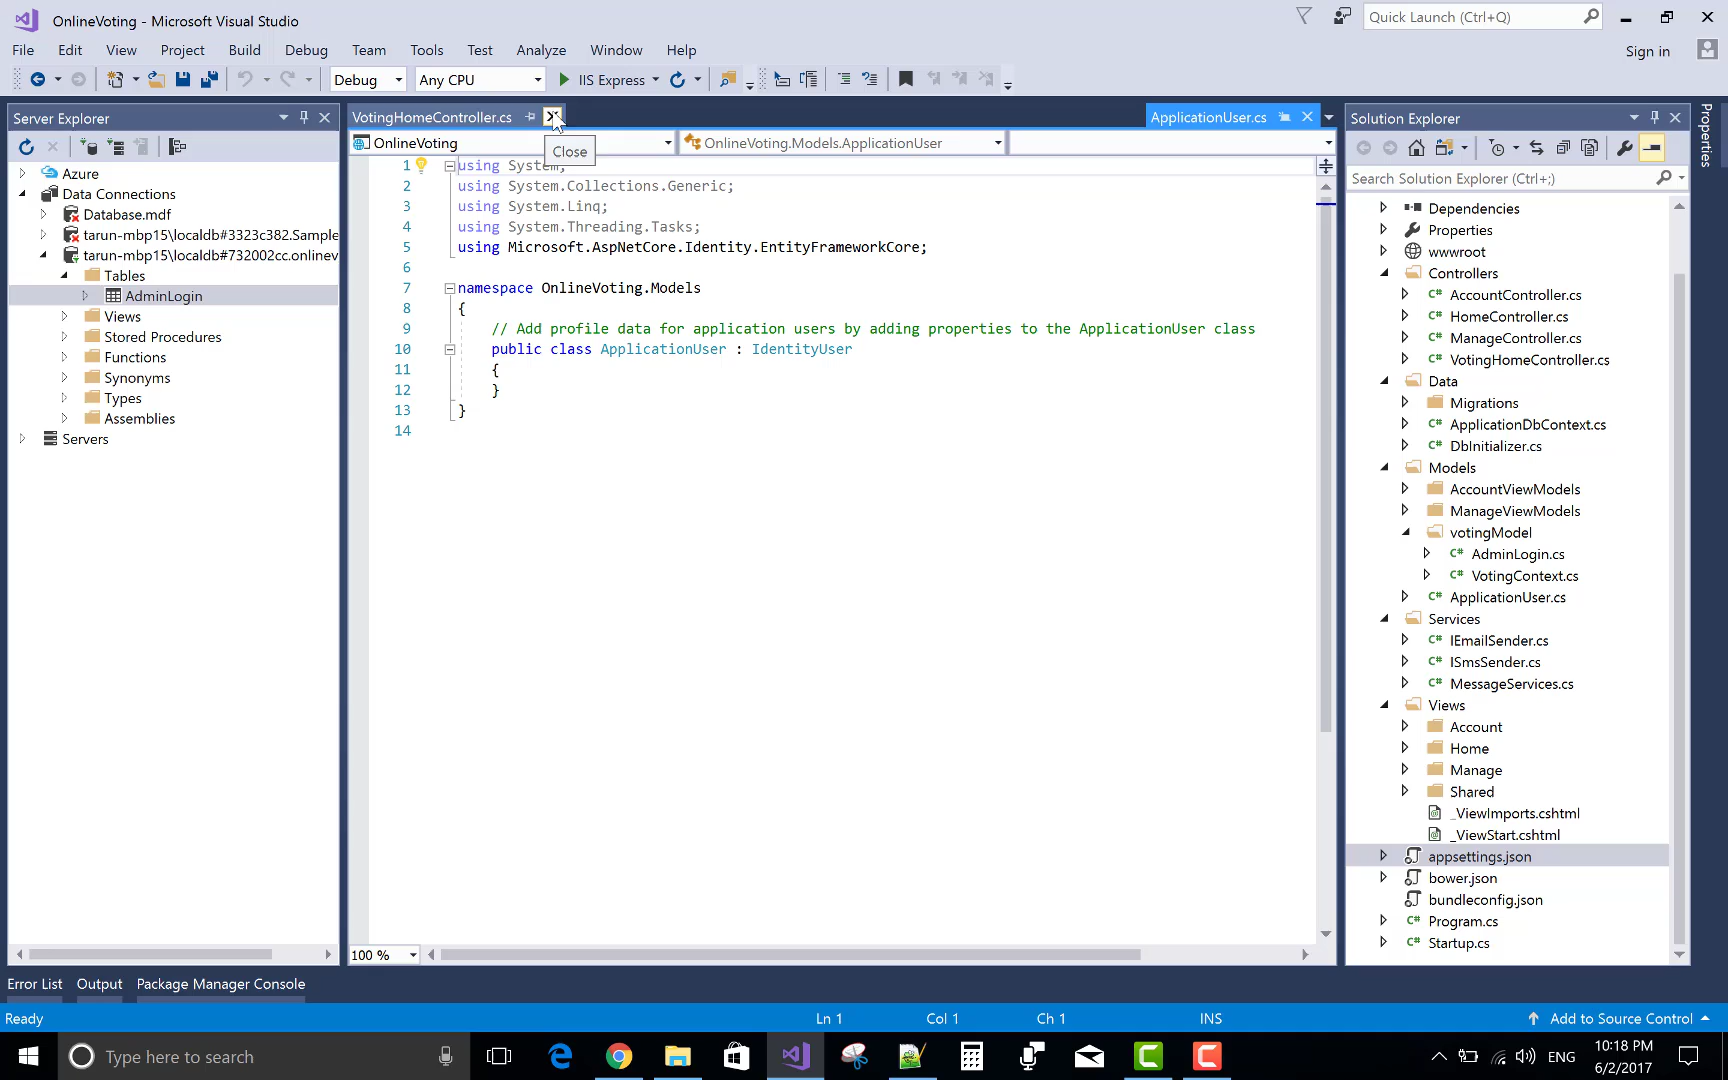 OnlineVoting - Microsoft Visual Studio
Quick Launch (Ctrl+Q)
File Edit View Project Build Debug Team Tools Test Analyze Window Help
Sign in
Debug Any CPU IIS Express
Server Explorer
Azure
Data Connections
Database.mdf
tarun-mbp15\localdb#3323c382.Sample
tarun-mbp15\localdb#732002cc.onlinev
Tables
AdminLogin
Views
Stored Procedures
Functions
Synonyms
Types
Assemblies
Servers
VotingHomeController.cs
ApplicationUser.cs
OnlineVoting
OnlineVoting.Models.ApplicationUser
Close
1 using System;
2 using System.Collections.Generic;
3 using System.Linq;
4 using System.Threading.Tasks;
5 using Microsoft.AspNetCore.Identity.EntityFrameworkCore;
6
7 namespace OnlineVoting.Models
8 {
9 // Add profile data for application users by adding properties to the ApplicationUser class
10 public class ApplicationUser : IdentityUser
11 {
12 }
13 }
14
100 %
Solution Explorer
Search Solution Explorer (Ctrl+;)
Dependencies
Properties
wwwroot
Controllers
C# AccountController.cs
C# HomeController.cs
C# ManageController.cs
C# VotingHomeController.cs
Data
Migrations
C# ApplicationDbContext.cs
C# DbInitializer.cs
Models
AccountViewModels
ManageViewModels
votingModel
C# AdminLogin.cs
C# VotingContext.cs
C# ApplicationUser.cs
Services
C# IEmailSender.cs
C# ISmsSender.cs
C# MessageServices.cs
Views
Account
Home
Manage
Shared
_ViewImports.cshtml
_ViewStart.cshtml
appsettings.json
bower.json
bundleconfig.json
C# Program.cs
C# Startup.cs
Properties
Error List Output Package Manager Console
Ready Ln 1 Col 1 Ch 1 INS Add to Source Control
Type here to search
ENG
10:18 PM
6/2/2017